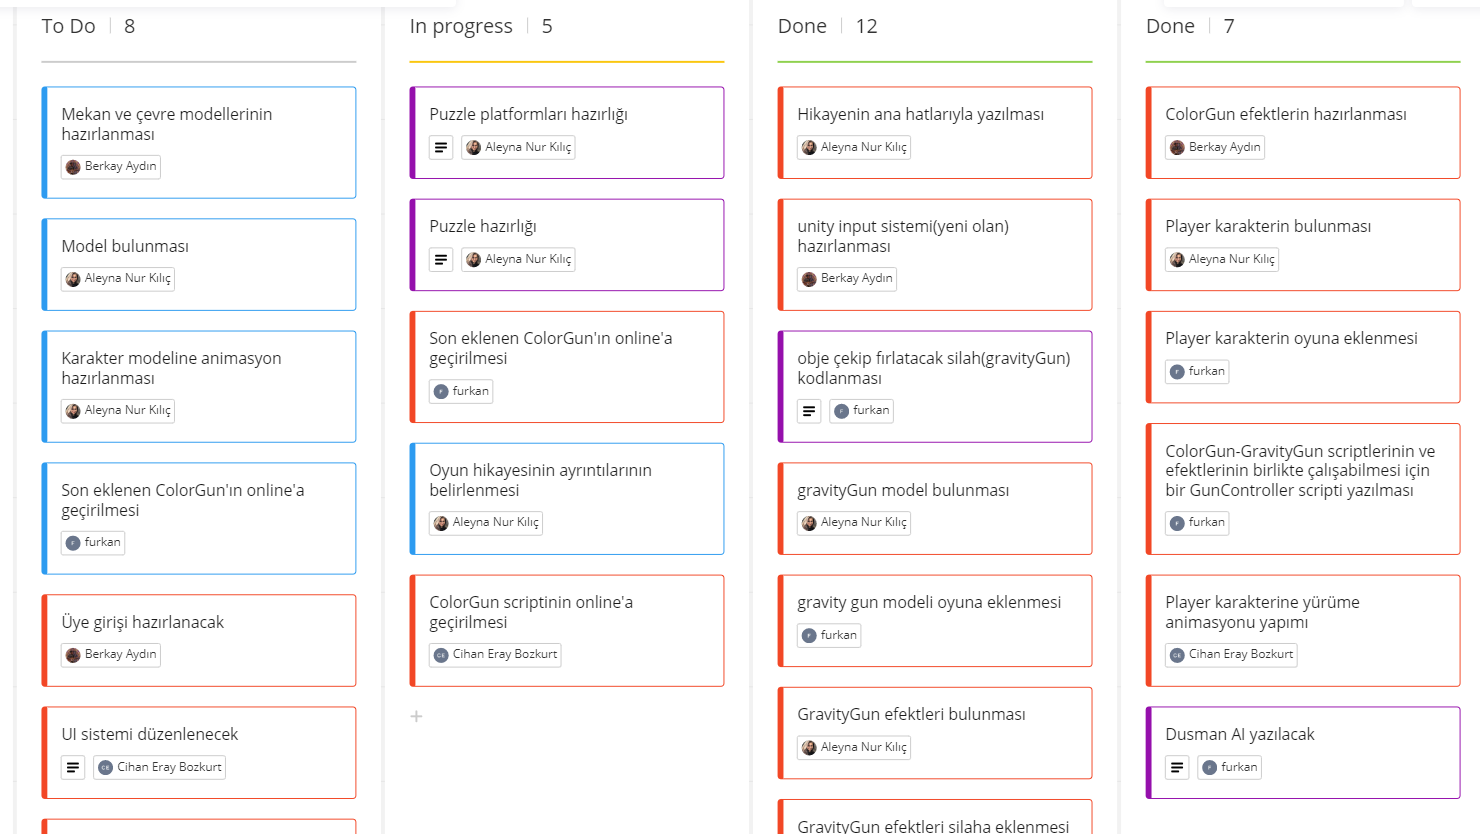 To Do 8
Mekan ve çevre modellerinin
hazırlanması
Berkay Aydın
Model bulunması
Aleyna Nur Kılıç
Karakter modeline animasyon
hazırlanması
Aleyna Nur Kılıç
Son eklenen ColorGun'ın online'a
geçirilmesi
F furkan
Üye girişi hazırlanacak
Berkay Aydın
UI sistemi düzenlenecek
CE Cihan Eray Bozkurt
In progress 5
Puzzle platformları hazırlığı
Aleyna Nur Kılıç
Puzzle hazırlığı
Aleyna Nur Kılıç
Son eklenen ColorGun'ın online'a
geçirilmesi
F furkan
Oyun hikayesinin ayrıntılarının
belirlenmesi
Aleyna Nur Kılıç
ColorGun scriptinin online'a
geçirilmesi
CE Cihan Eray Bozkurt
Done 12
Hikayenin ana hatlarıyla yazılması
Aleyna Nur Kılıç
unity input sistemi(yeni olan)
hazırlanması
Berkay Aydın
obje çekip fırlatacak silah(gravityGun)
kodlanması
F furkan
gravityGun model bulunması
Aleyna Nur Kılıç
gravity gun modeli oyuna eklenmesi
F furkan
GravityGun efektleri bulunması
Aleyna Nur Kılıç
GravityGun efektleri silaha eklenmesi
Done 7
ColorGun efektlerin hazırlanması
Berkay Aydın
Player karakterin bulunması
Aleyna Nur Kılıç
Player karakterin oyuna eklenmesi
F furkan
ColorGun-GravityGun scriptlerinin ve
efektlerinin birlikte çalışabilmesi için
bir GunController scripti yazılması
F furkan
Player karakterine yürüme
animasyonu yapımı
CE Cihan Eray Bozkurt
Dusman AI yazılacak
F furkan